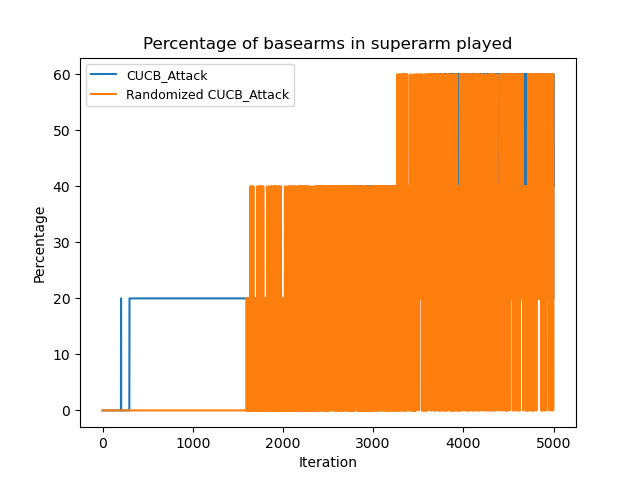 Percentage of basearms in superarm played
CUCB_Attack
Randomized CUCB_Attack
60
50
40
30
20
10
0
Percentage
0 1000 2000 3000 4000 5000
Iteration